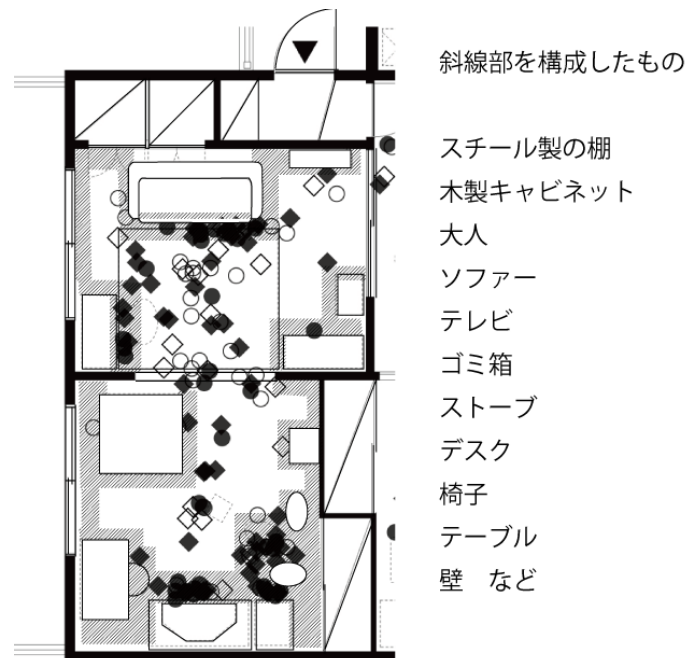 斜線部を構成したもの
スチール製の棚
木製キャビネット
大人
ソファー
テレビ
ゴミ箱
ストーブ
デスク
椅子
テーブル
壁　など